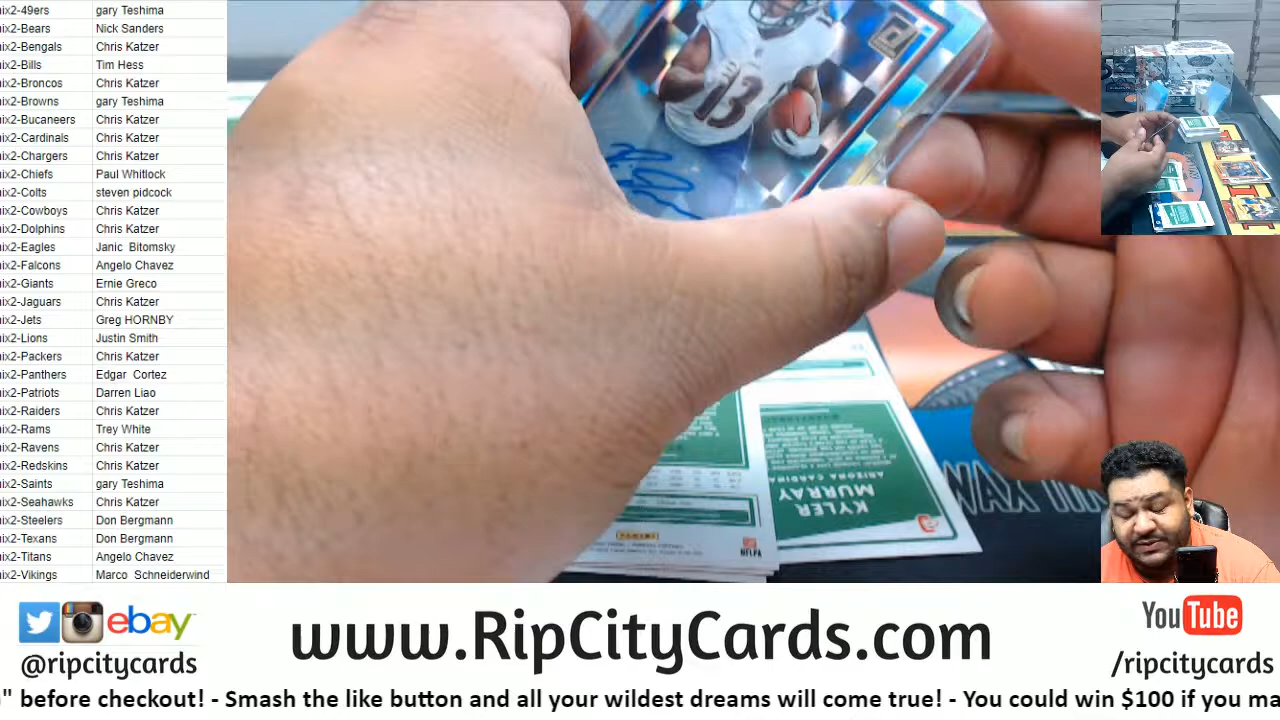 ix2-49ers gary Teshima
ix2-Bears Nick Sanders
ix2-Bengals Chris Katzer
ix2-Bills Tim Hess
ix2-Broncos Chris Katzer
ix2-Browns gary Teshima
ix2-Bucaneers Chris Katzer
ix2-Cardinals Chris Katzer
ix2-Chargers Chris Katzer
ix2-Chiefs Paul Whitlock
ix2-Colts steven pidcock
ix2-Cowboys Chris Katzer
ix2-Dolphins Chris Katzer
ix2-Eagles Janic Bitomsky
ix2-Falcons Angelo Chavez
ix2-Giants Ernie Greco
ix2-Jaguars Chris Katzer
ix2-Jets Greg HORNBY
ix2-Lions Justin Smith
ix2-Packers Chris Katzer
ix2-Panthers Edgar Cortez
ix2-Patriots Darren Liao
ix2-Raiders Chris Katzer
ix2-Rams Trey White
ix2-Ravens Chris Katzer
ix2-Redskins Chris Katzer
ix2-Saints gary Teshima
ix2-Seahawks Chris Katzer
ix2-Steelers Don Bergmann
ix2-Texans Don Bergmann
ix2-Titans Angelo Chavez
ix2-Vikings Marco Schneiderwind
13
KYLER
MURRAY
ARIZONA CARDINA
PANINI
NFLPA
WAX
ebay
@ripcitycards
www.RipCityCards.com
YouTube
/ripcitycards
" before checkout! - Smash the like button and all your wildest dreams will come true! - You could win $100 if you ma